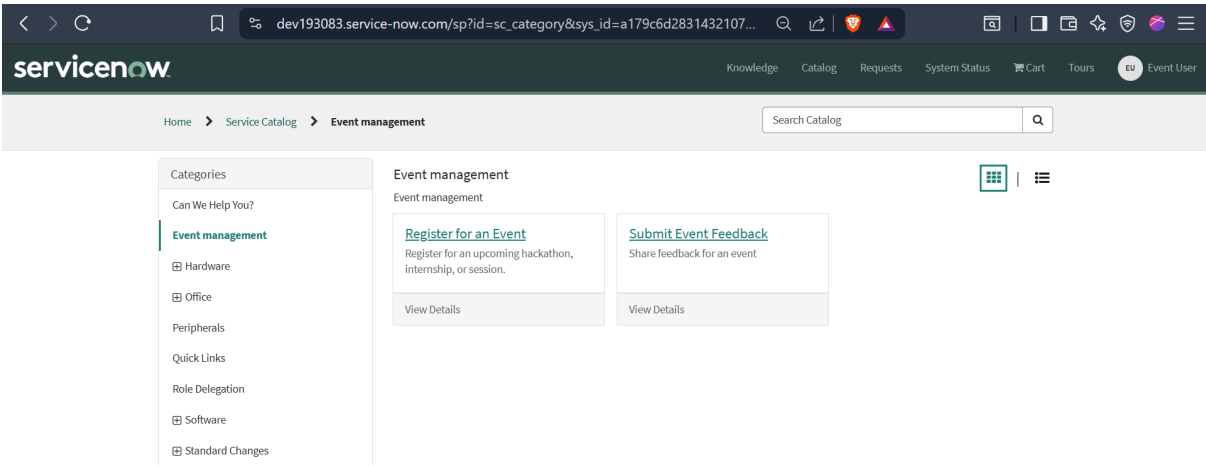 dev193083.service-now.com/sp?id=sc_category&sys_id=a179c6d2831432107...
servicenow
Knowledge Catalog Requests System Status Cart Tours EU Event User
Home > Service Catalog > Event management
Search Catalog
Categories
Can We Help You?
Event management
Hardware
Office
Peripherals
Quick Links
Role Delegation
Software
Standard Changes
Event management
Event management
Register for an Event
Register for an upcoming hackathon,
internship, or session.
View Details
Submit Event Feedback
Share feedback for an event
View Details